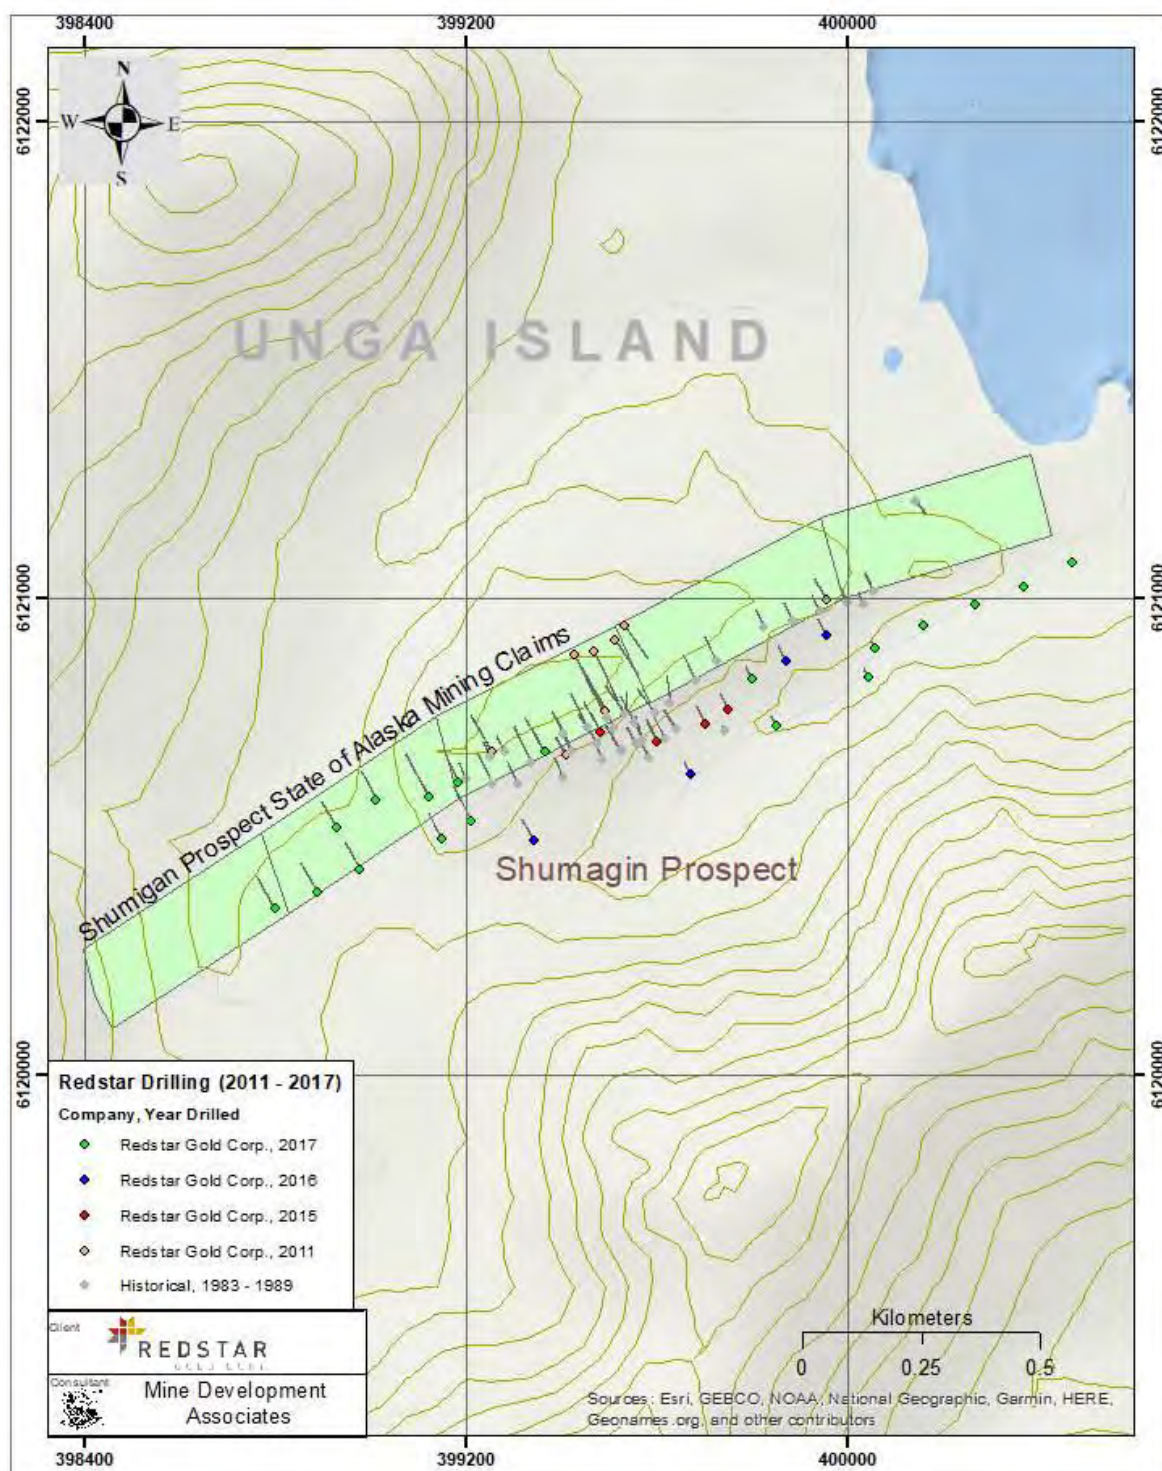 398400
399200
400000
6122000
6122000
N
W
E
S
UNGA ISLAND
6121000
6121000
Shumigan Prospect State of Alaska Mining Claims
Shumagin Prospect
6120000
6120000
Redstar Drilling (2011 - 2017)
Company, Year Drilled
Redstar Gold Corp., 2017
Redstar Gold Corp., 2016
Redstar Gold Corp., 2015
Redstar Gold Corp., 2011
Historical, 1983 - 1989
Client
REDSTAR
GOLD CORP.
Consultant
Mine Development
Associates
Kilometers
0
0.25
0.5
Sources: Esri, GEBCO, NOAA, National Geographic, Garmin, HERE,
Geonames.org, and other contributors
398400
399200
400000